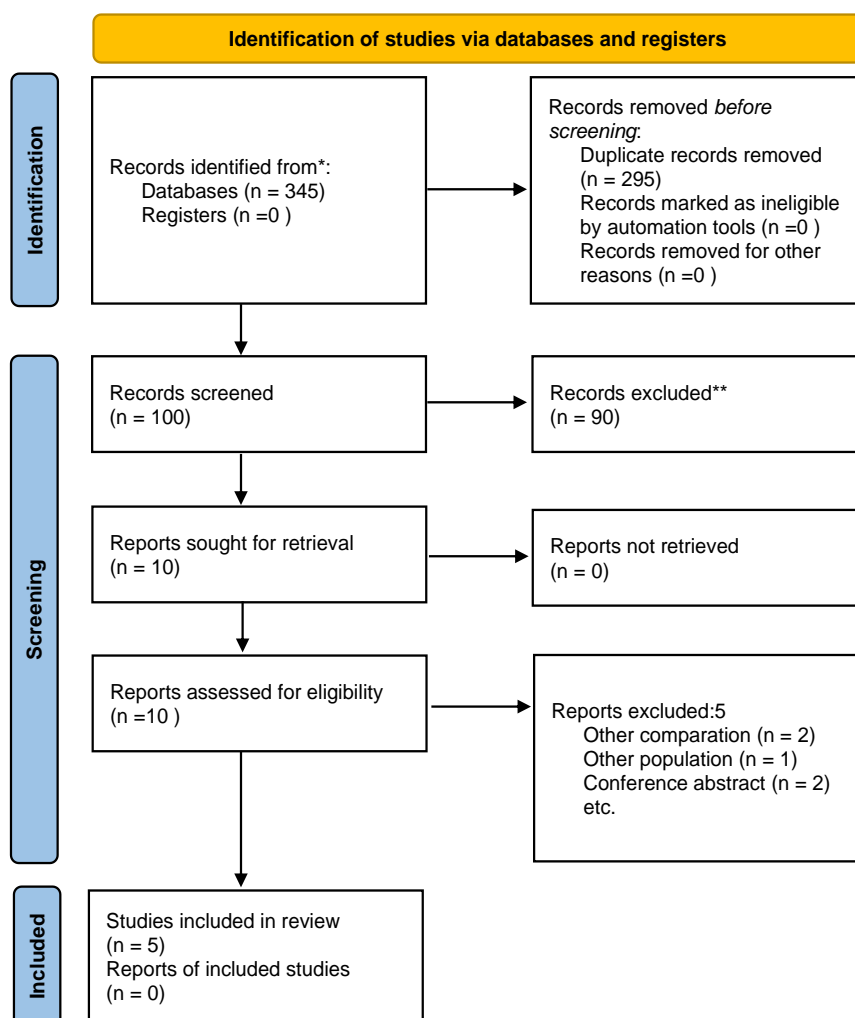 Identification of studies via databases and registers
Identification
Records identified from*:
Databases (n = 345)
Registers (n =0 )
Records removed before
screening:
Duplicate records removed
(n = 295)
Records marked as ineligible
by automation tools (n =0 )
Records removed for other
reasons (n =0 )
Screening
Records screened
(n = 100)
Records excluded**
(n = 90)
Reports sought for retrieval
(n = 10)
Reports not retrieved
(n = 0)
Reports assessed for eligibility
(n =10 )
Reports excluded:5
Other comparation (n = 2)
Other population (n = 1)
Conference abstract (n = 2)
etc.
Included
Studies included in review
(n = 5)
Reports of included studies
(n = 0)